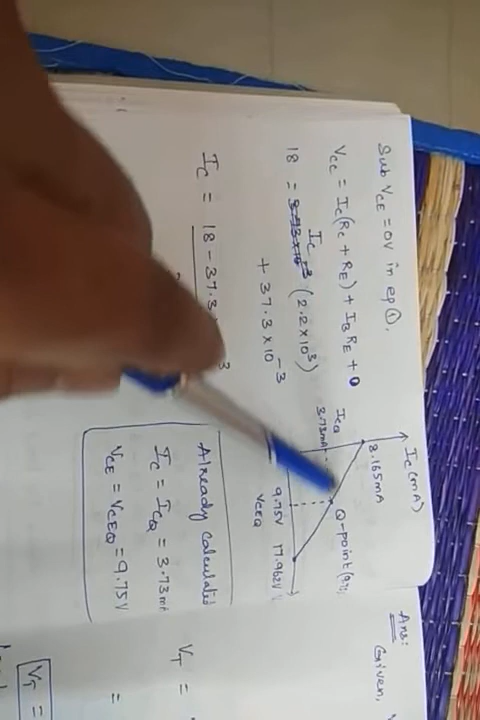 Sub VCE = 0V in eq ①,
VCC = IC(RC + RE) + IBRE + 0
18 = IC (2.2×10³)
+ 37.3×10⁻³
IC = 18 - 37.3
IC(mA)
8.165mA
ICQ
3.73mA
Q-point
9.75V 17.962V
VCEQ
Already calculated
IC = ICQ = 3.73m
VCE = VCEQ = 9.75V
Ans:
Given,
VT =
=
VT =